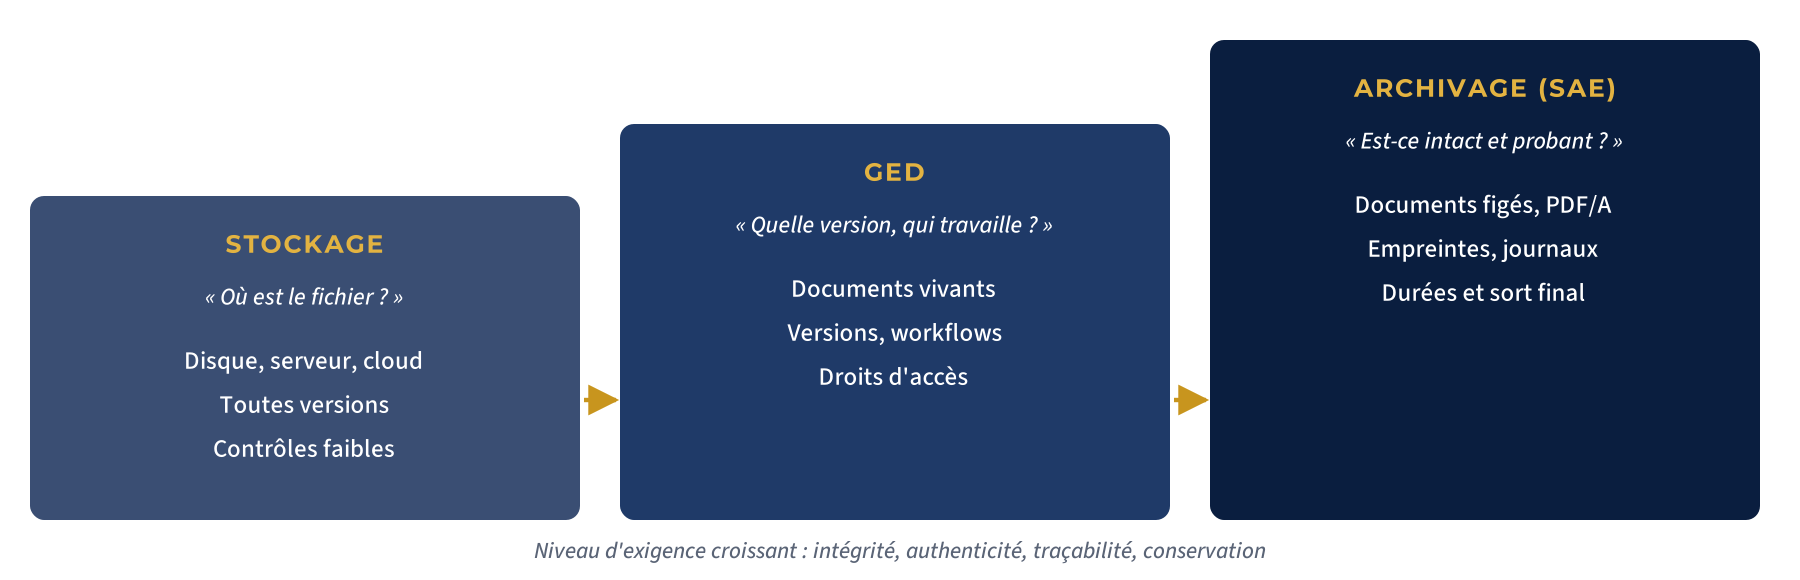 STOCKAGE
« Où est le fichier ? »
Disque, serveur, cloud
Toutes versions
Contrôles faibles
GED
« Quelle version, qui travaille ? »
Documents vivants
Versions, workflows
Droits d'accès
ARCHIVAGE (SAE)
« Est-ce intact et probant ? »
Documents figés, PDF/A
Empreintes, journaux
Durées et sort final
Niveau d'exigence croissant : intégrité, authenticité, traçabilité, conservation